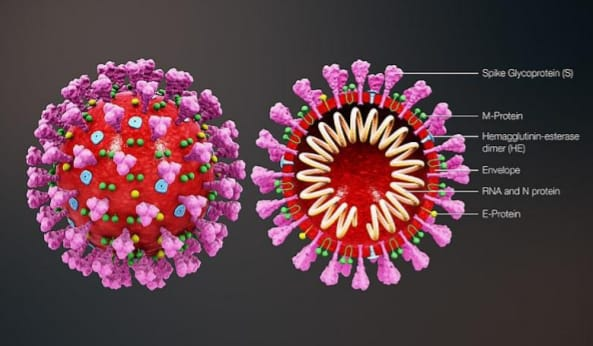 Spike Glycoprotein (S)
M-Protein
Hemagglutinin-esterase
dimer (HE)
Envelope
RNA and N protein
E-Protein